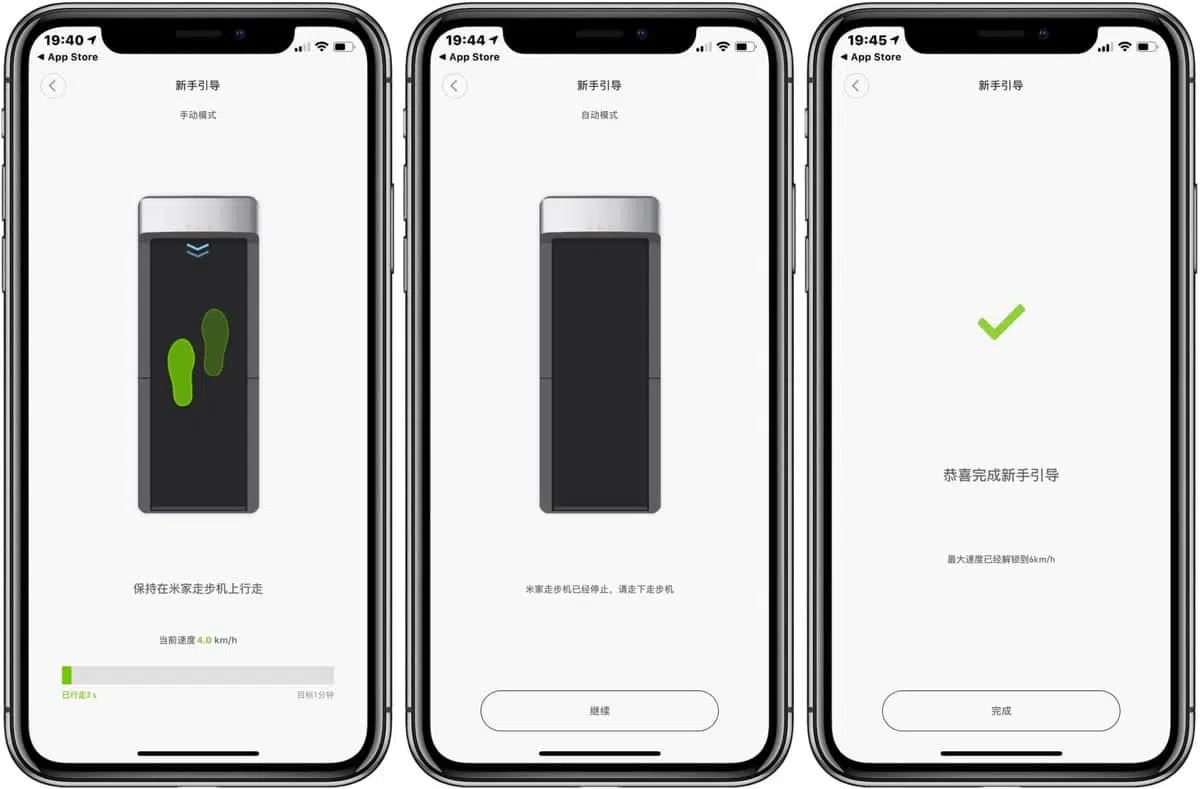 19:40
◀ App Store
新手引导
手动模式
保持在米家走步机上行走
当前速度 4.0 km/h
已行走2 s
目标1分钟
19:44
◀ App Store
新手引导
自动模式
米家走步机已经停止，请走下走步机
继续
19:45
◀ App Store
新手引导
恭喜完成新手引导
最大速度已经解锁到6km/h
完成